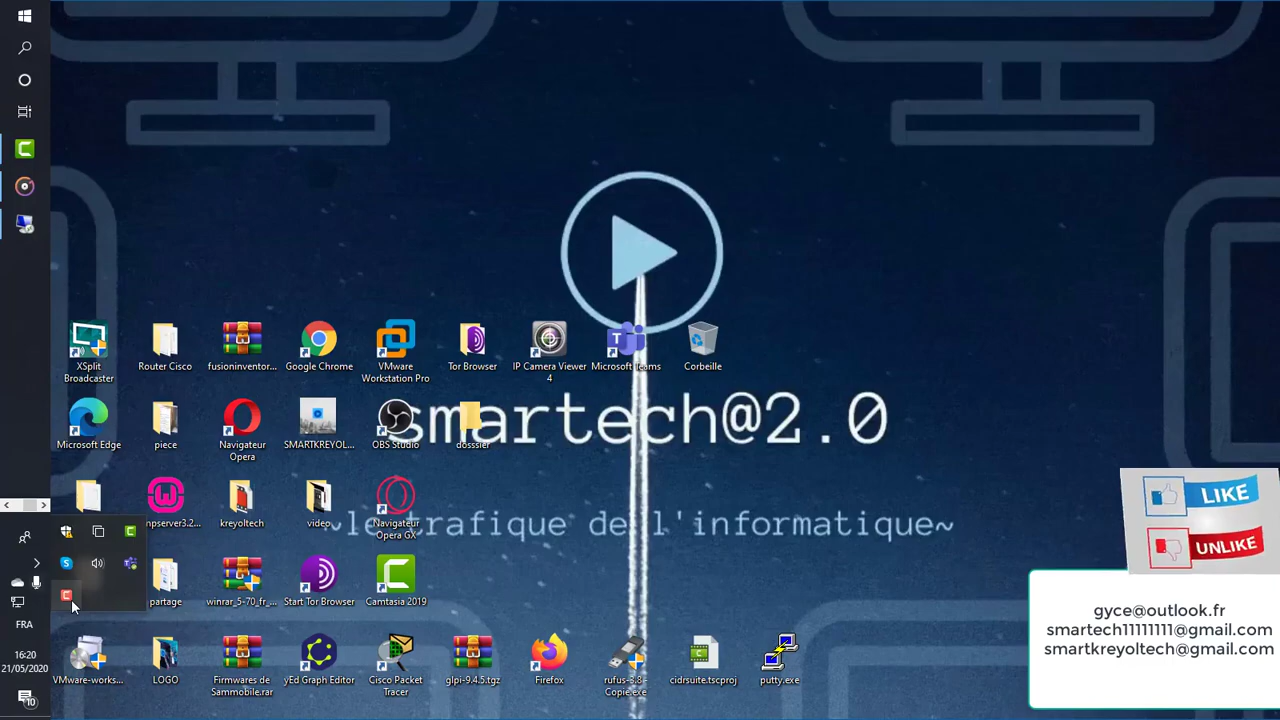 XSplit
Broadcaster
Router Cisco
fusioninventor...
Google Chrome
VMware
Workstation Pro
Tor Browser
IP Camera Viewer
4
Microsoft Teams
Corbeille
smartech@2.0
Microsoft Edge
piece
Navigateur
Opera
SMARTKREYOL...
OBS Studio
dosssier
LIKE
UNLIKE
mpserver3.2...
kreyoltech
video
Navigateur
Opera GX
~le trafique de l'informatique~
partage
winrar_5-70_fr_...
Start Tor Browser
Camtasia 2019
gyce@outlook.fr
smartech11111111@gmail.com
smartkreyoltech@gmail.com
FRA
16:20
21/05/2020
10
VMware-works...
LOGO
Firmwares de
Sammobile.rar
yEd Graph Editor
Cisco Packet
Tracer
glpi-9.4.5.tgz
Firefox
rufus-3.8 -
Copie.exe
cidrsuite.tscproj
putty.exe